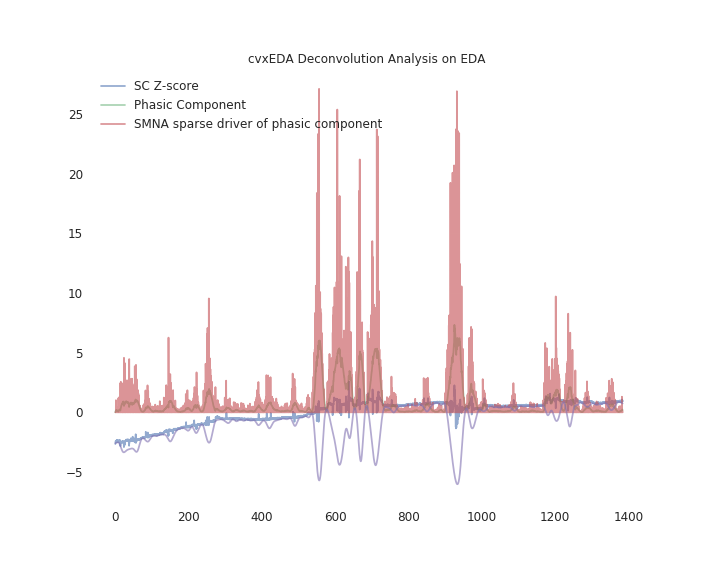 cvxEDA Deconvolution Analysis on EDA
SC Z-score
Phasic Component
SMNA sparse driver of phasic component
25
20
15
10
5
0
−5
0 200 400 600 800 1000 1200 1400